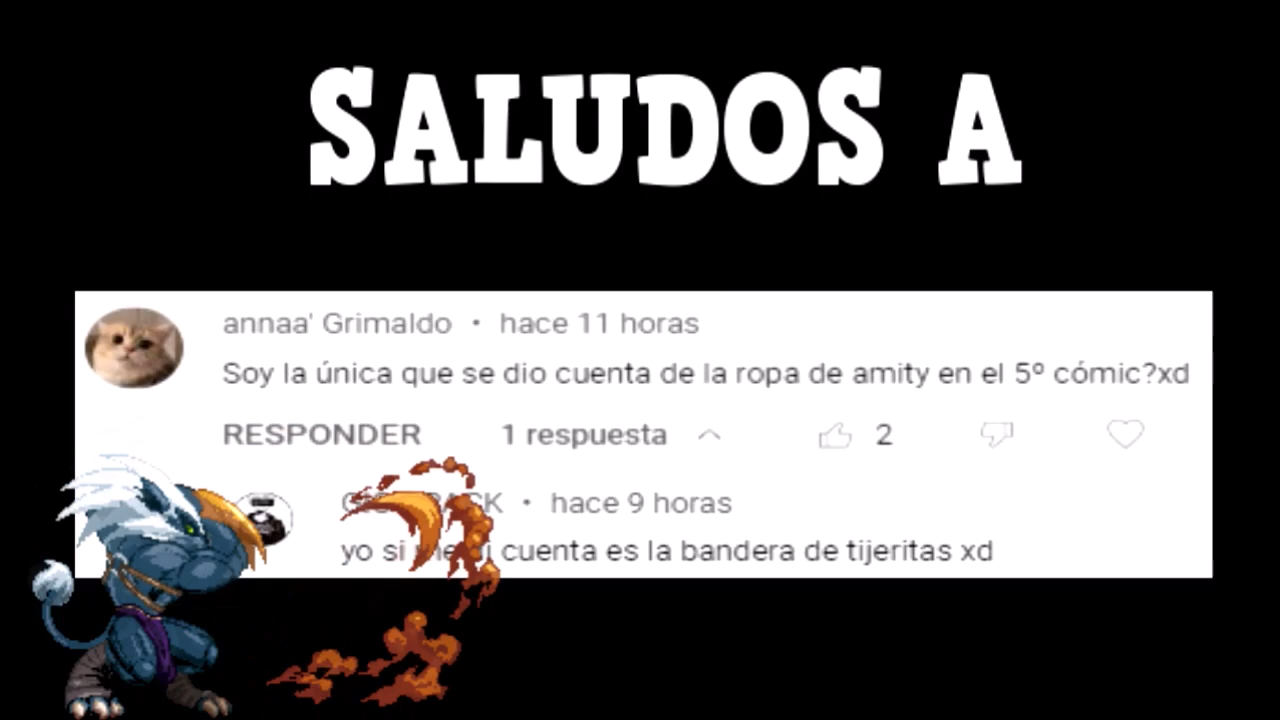 SALUDOS A
annaa' Grimaldo • hace 11 horas
Soy la única que se dio cuenta de la ropa de amity en el 5º cómic?xd
RESPONDER 1 respuesta 2
• hace 9 horas
yo si cuenta es la bandera de tijeritas xd